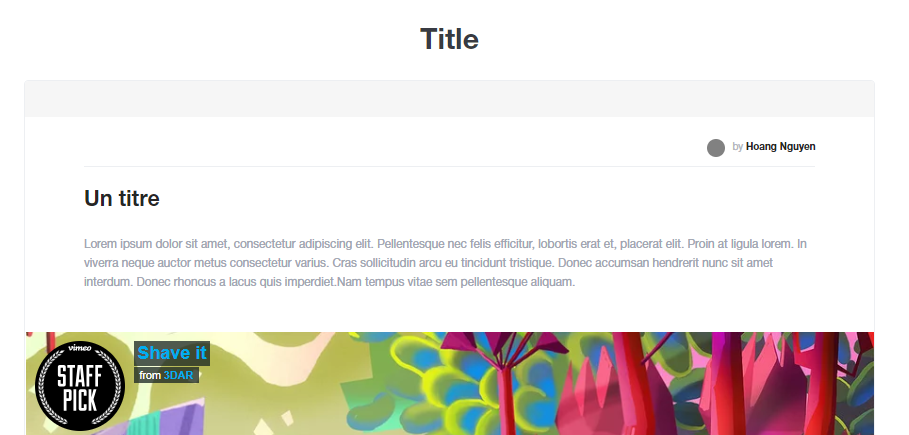 Title
by Hoang Nguyen
Un titre
Lorem ipsum dolor sit amet, consectetur adipiscing elit. Pellentesque nec felis efficitur, lobortis erat et, placerat elit. Proin at ligula lorem. In
viverra neque auctor metus consectetur varius. Cras sollicitudin arcu eu tincidunt tristique. Donec accumsan hendrerit nunc sit amet
interdum. Donec rhoncus a lacus quis imperdiet.Nam tempus vitae sem pellentesque aliquam.
vimeo
STAFF
PICK
Shave it
from 3DAR